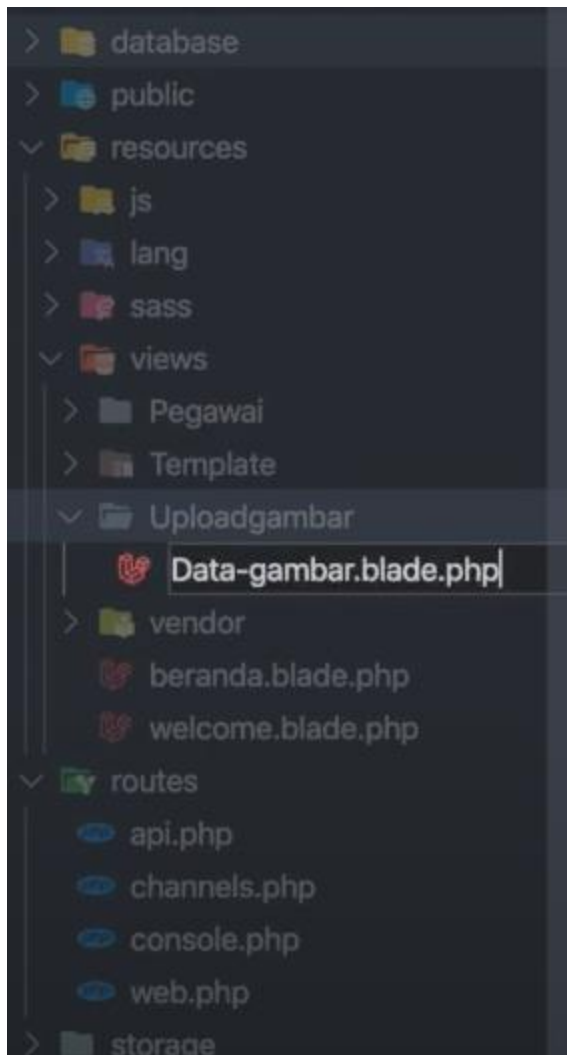 database
public
resources
js
lang
sass
views
Pegawai
Template
Uploadgambar
Data-gambar.blade.php
vendor
beranda.blade.php
welcome.blade.php
routes
api.php
channels.php
console.php
web.php
storage